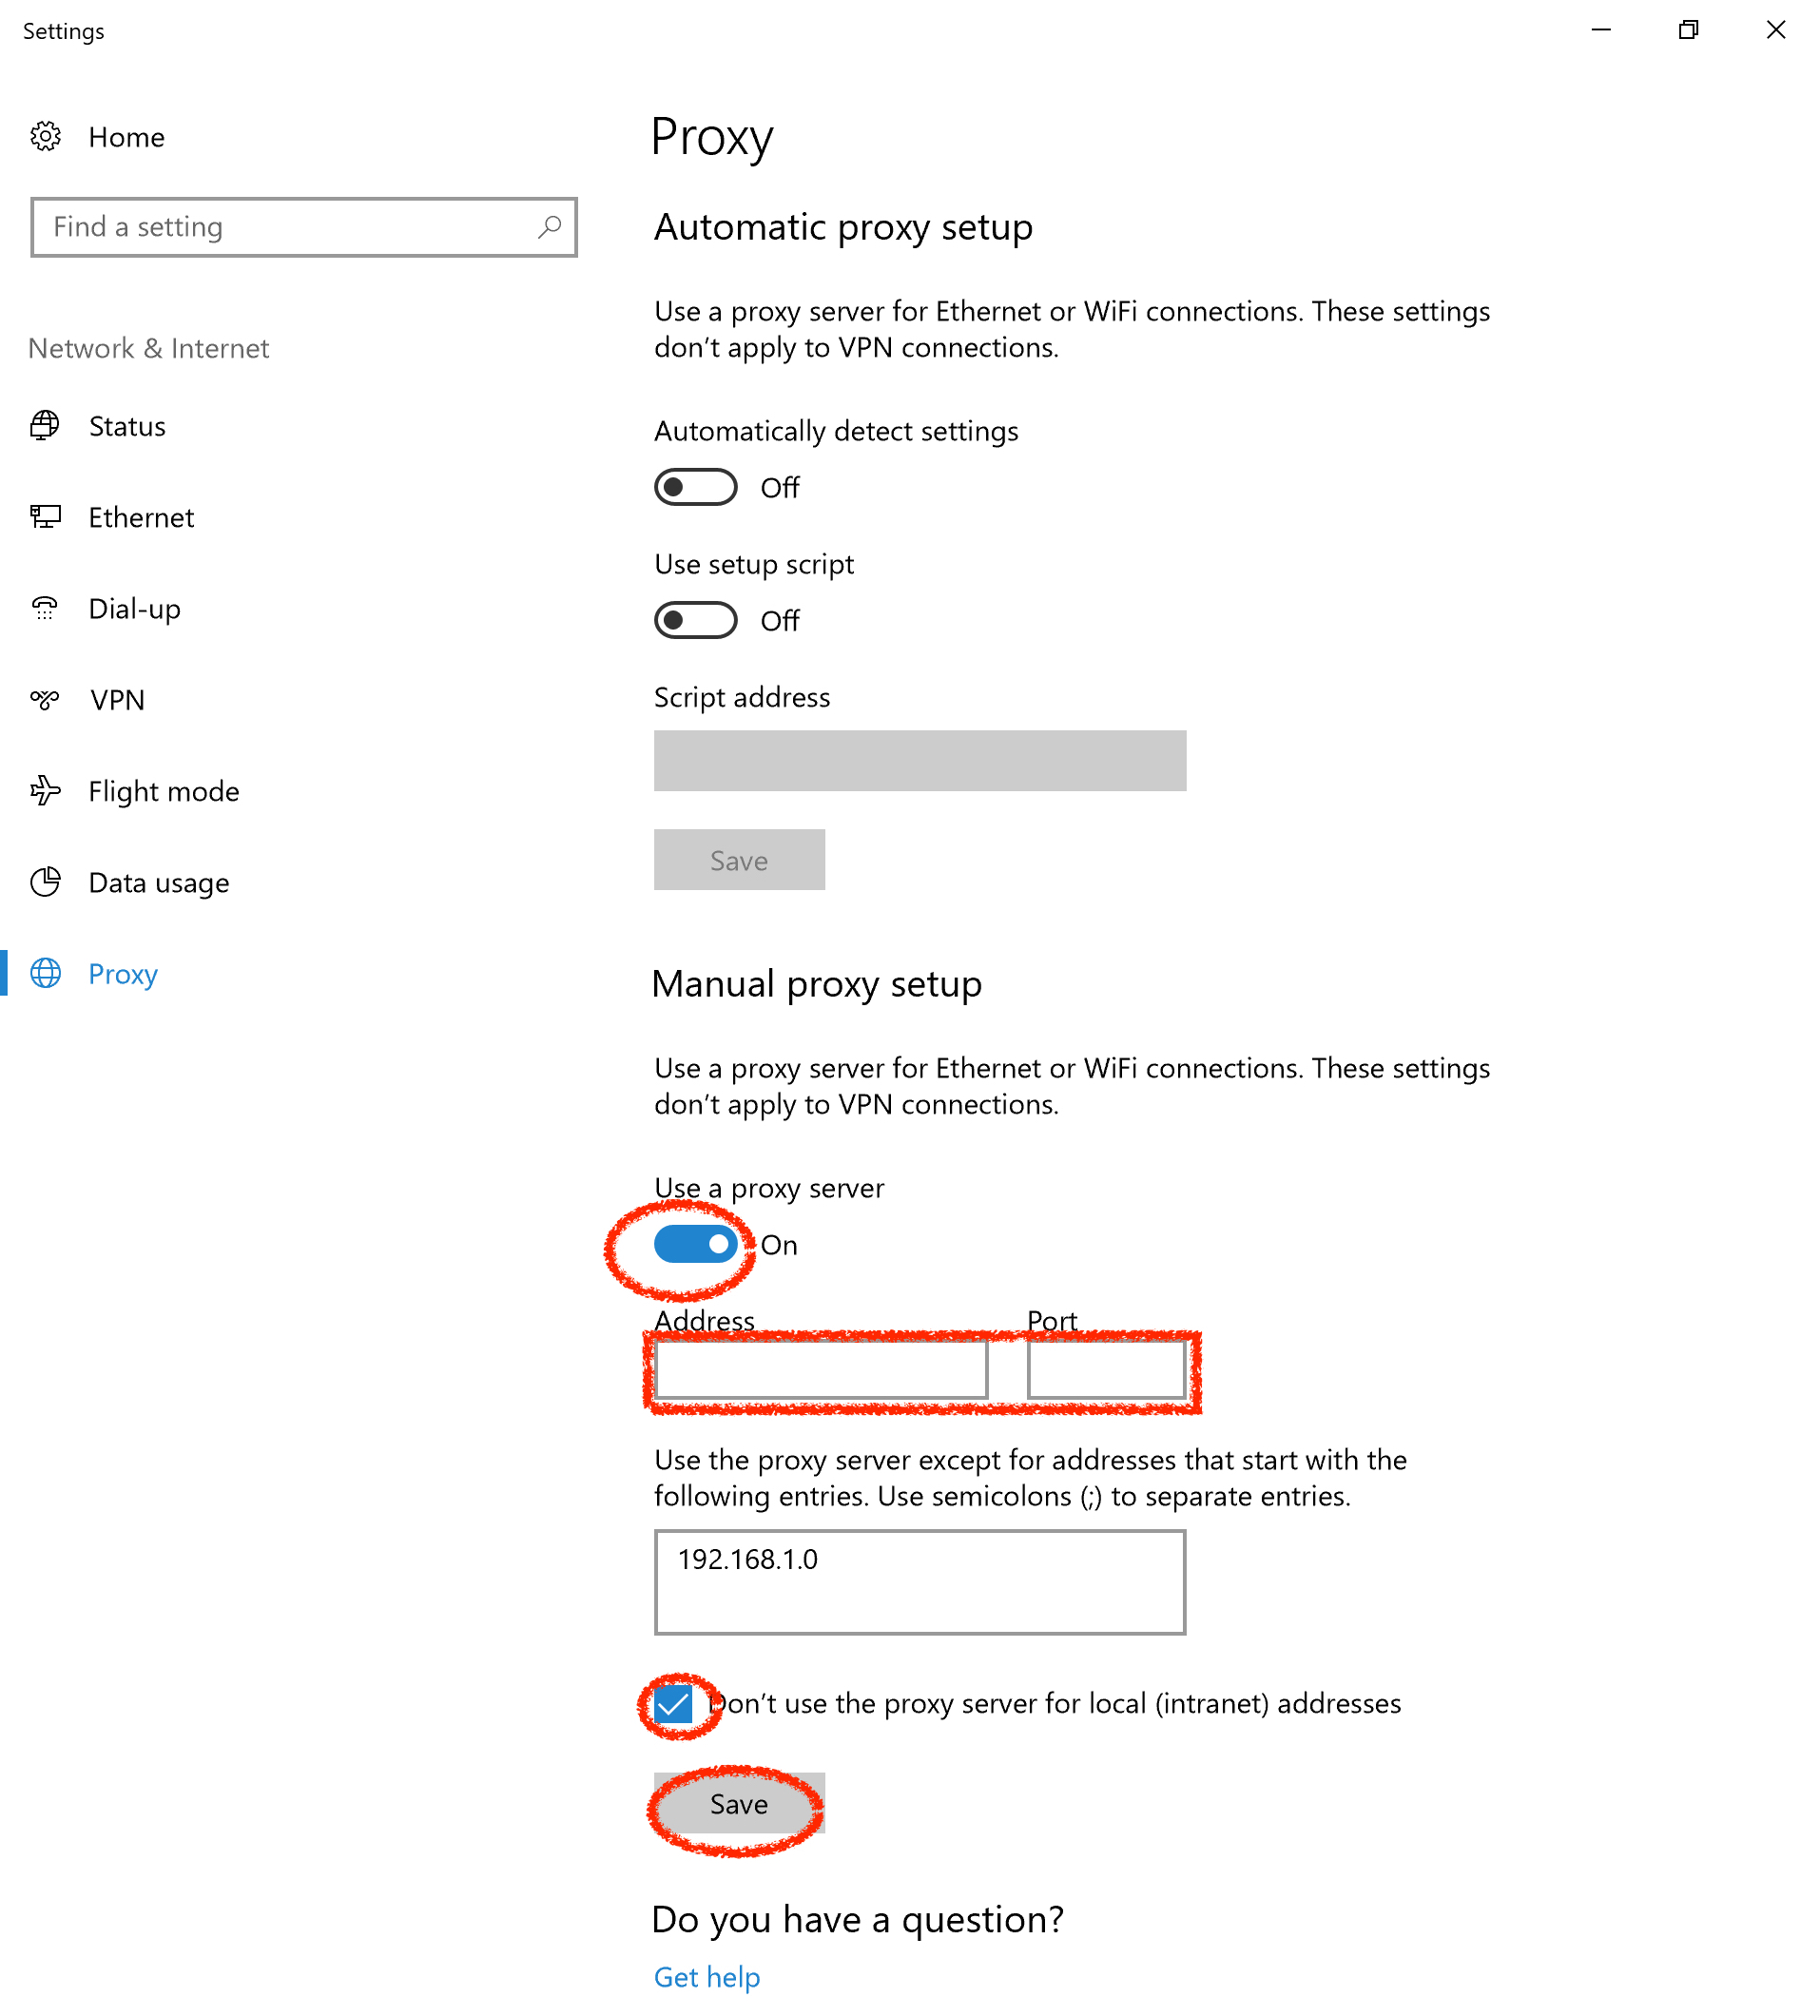 Settings
Home
Find a setting
Network & Internet
Status
Ethernet
Dial-up
VPN
Flight mode
Data usage
Proxy
Proxy
Automatic proxy setup
Use a proxy server for Ethernet or WiFi connections. These settings
don't apply to VPN connections.
Automatically detect settings
Off
Use setup script
Off
Script address
Save
Manual proxy setup
Use a proxy server for Ethernet or WiFi connections. These settings
don't apply to VPN connections.
Use a proxy server
On
Address Port
Use the proxy server except for addresses that start with the
following entries. Use semicolons (;) to separate entries.
192.168.1.0
Don't use the proxy server for local (intranet) addresses
Save
Do you have a question?
Get help